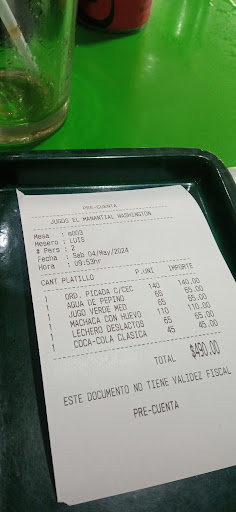 PRE-CUENTA
JUGOS EL MANANTIAL WASHINGTON
Mesa : m003
Mesero : LUIS
# Pers : 2
Fecha : Sab 04/May/2024
Hora : 09:53hr
CANT PLATILLO P.UNI IMPORTE
1 ORD. PICADA C/CEC 140 140.00
1 AGUA DE PEPINO 65 65.00
1 JUGO VERDE MED 65 65.00
1 MACHACA CON HUEVO 110 110.00
1 LECHERO DESLACTOS 65 65.00
1 COCA-COLA CLASICA 45 45.00
TOTAL $490.00
ESTE DOCUMENTO NO TIENE VALIDEZ FISCAL
PRE-CUENTA